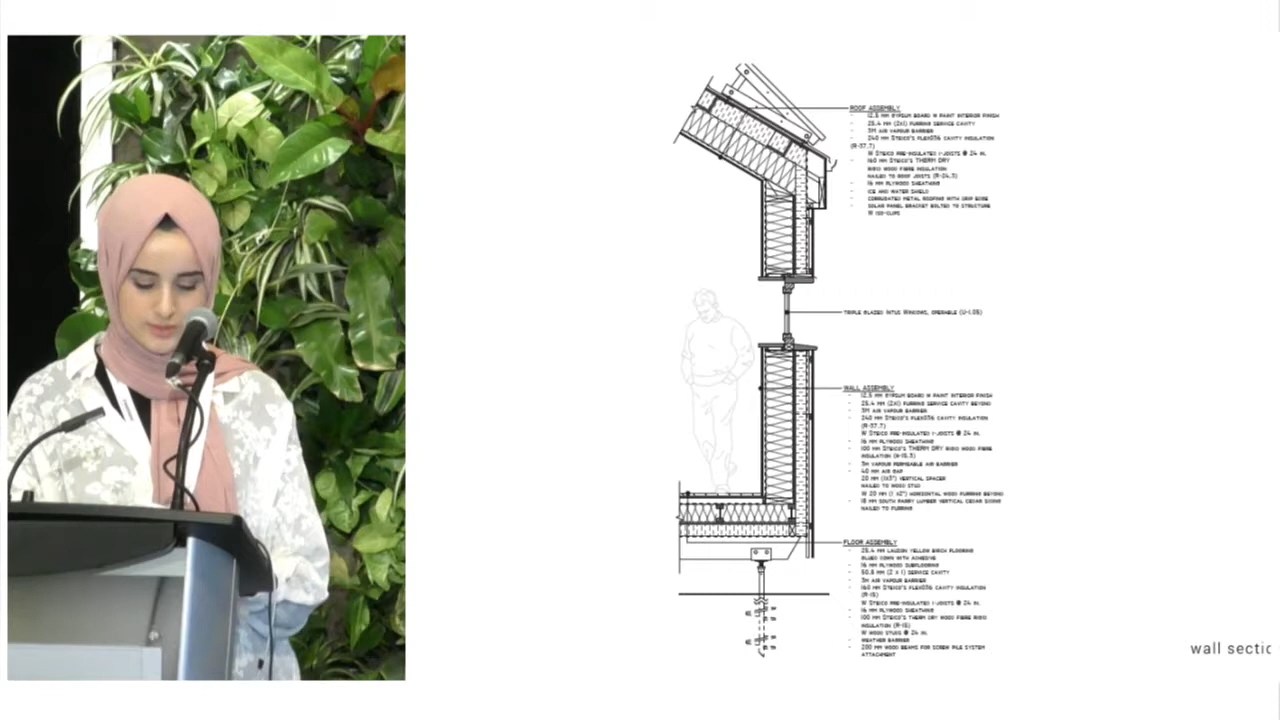 ROOF ASSEMBLY
- 12.5 MM GYPSUM BOARD W PAINT INTERIOR FINISH
- 25.4 MM (2X1) FURRING SERVICE CAVITY
- 3M AIR VAPOUR BARRIER
- 240 MM STEICO'S FLEX036 CAVITY INSULATION
(R-37.7)
W STEICO PRE-INSULATED I-JOISTS @ 24 IN.
- 160 MM STEICO'S THERM DRY
RIGID WOOD FIBRE INSULATION
NAILED TO ROOF JOISTS (R-24.3)
- 16 MM PLYWOOD SHEATHING
- ICE AND WATER SHIELD
- CORRUGATED METAL ROOFING WITH DRIP EDGE
- SOLAR PANEL BRACKET BOLTED TO STRUCTURE
W ISO-CLIPS
TRIPLE GLAZED INTUS WINDOWS, OPERABLE (U-1.05)
WALL ASSEMBLY
- 12.5 MM GYPSUM BOARD W PAINT INTERIOR FINISH
- 25.4 MM (2X1) FURRING SERVICE CAVITY BEYOND
- 3M AIR VAPOUR BARRIER
- 240 MM STEICO'S FLEX036 CAVITY INSULATION
(R-37.7)
W STEICO PRE-INSULATED I-JOISTS @ 24 IN.
- 16 MM PLYWOOD SHEATHING
- 100 MM STEICO'S THERM DRY RIGID WOOD FIBRE
INSULATION (R-15.3)
- 3M VAPOUR PERMEABLE AIR BARRIER
- 40 MM AIR GAP
- 20 MM (1X3") VERTICAL SPACER
NAILED TO WOOD STUD
- W 20 MM (1 X2") HORIZONTAL WOOD FURRING BEYOND
- 18 MM SOUTH PARRY LUMBER VERTICAL CEDAR SIDING
NAILED TO FURRING
FLOOR ASSEMBLY
- 25.4 MM LAUZON YELLOW BIRCH FLOORING
GLUED DOWN WITH ADHESIVE
- 16 MM PLYWOOD SUBFLOORING
- 50.8 MM (2 X 1) SERVICE CAVITY
- 3M AIR VAPOUR BARRIER
- 160 MM STEICO'S FLEX036 CAVITY INSULATION
(R-15)
W STEICO PRE-INSULATED I-JOISTS @ 24 IN.
- 16 MM PLYWOOD SHEATHING
- 100 MM STEICO'S THERM DRY WOOD FIBRE RIGID
INSULATION (R-15)
W WOOD STUDS @ 24 IN.
- WEATHER BARRIER
- 200 MM WOOD BEAMS FOR SCREW PILE SYSTEM
ATTACHMENT
wall sectio